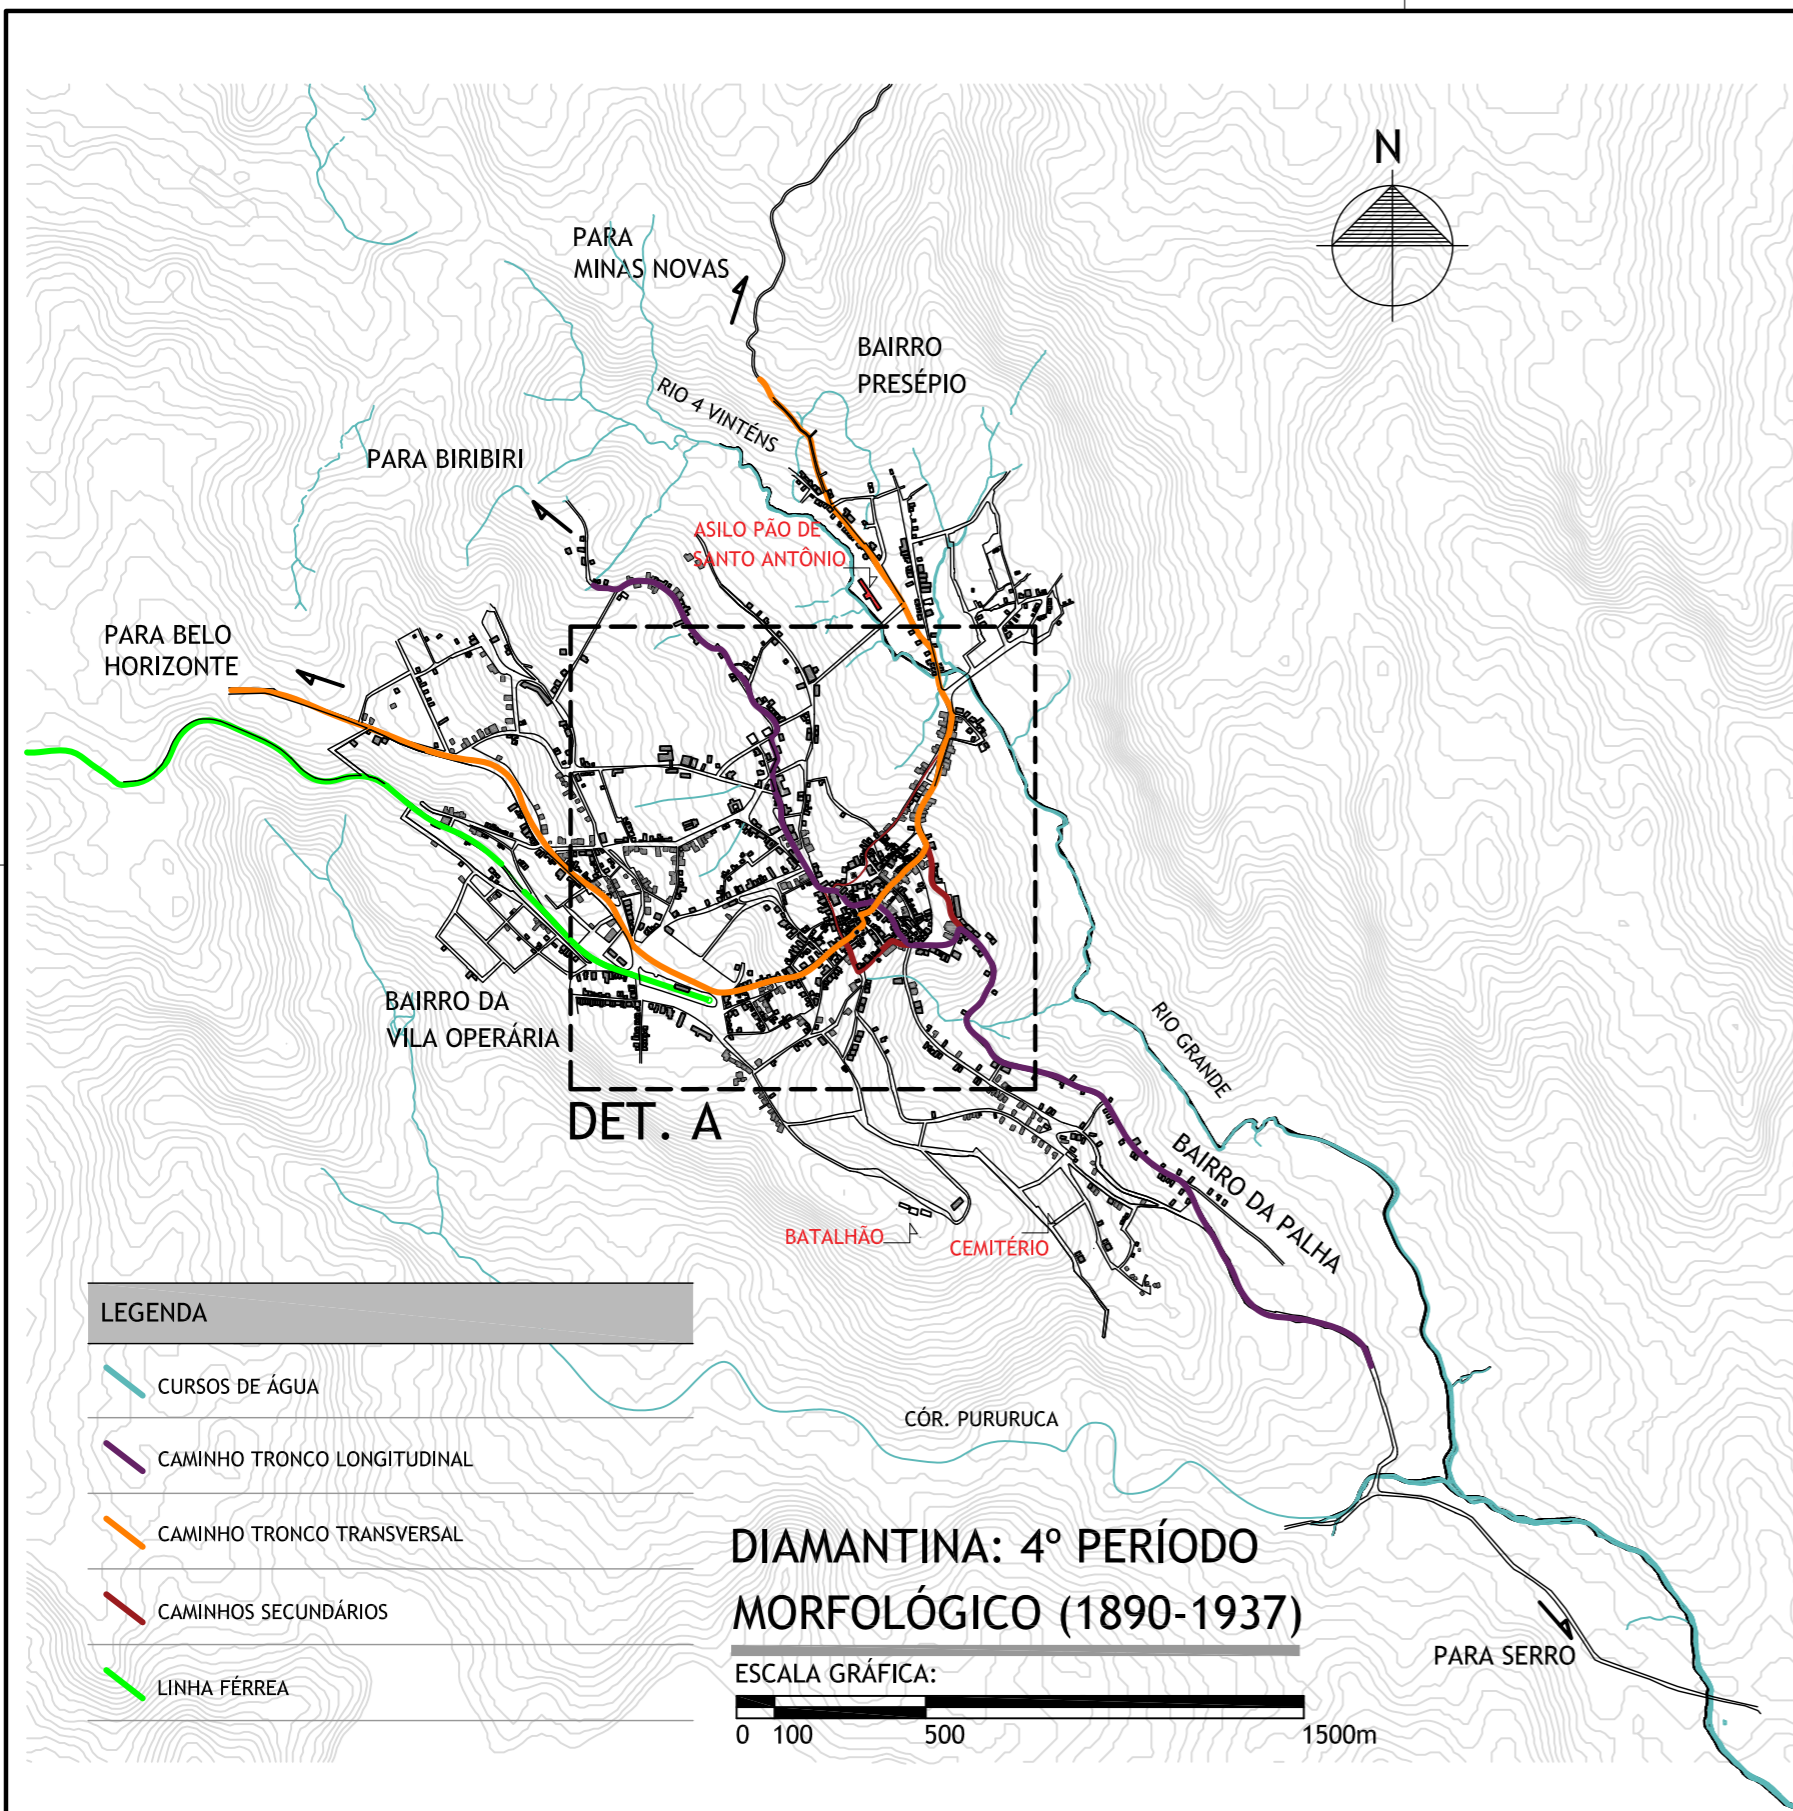 N
PARA
MINAS NOVAS
BAIRRO
PRESÉPIO
RIO 4 VINTÉNS
PARA BIRIBIRI
ASILO PÃO DE
SANTO ANTÔNIO
PARA BELO
HORIZONTE
BAIRRO DA
VILA OPERÁRIA
RIO GRANDE
DET. A
BAIRRO DA PALHA
BATALHÃO
CEMITÉRIO
LEGENDA
CURSOS DE ÁGUA
CAMINHO TRONCO LONGITUDINAL
CAMINHO TRONCO TRANSVERSAL
CAMINHOS SECUNDÁRIOS
LINHA FÉRREA
CÓR. PURURUCA
DIAMANTINA: 4º PERÍODO
MORFOLÓGICO (1890-1937)
ESCALA GRÁFICA:
0 100 500 1500m
PARA SERRO